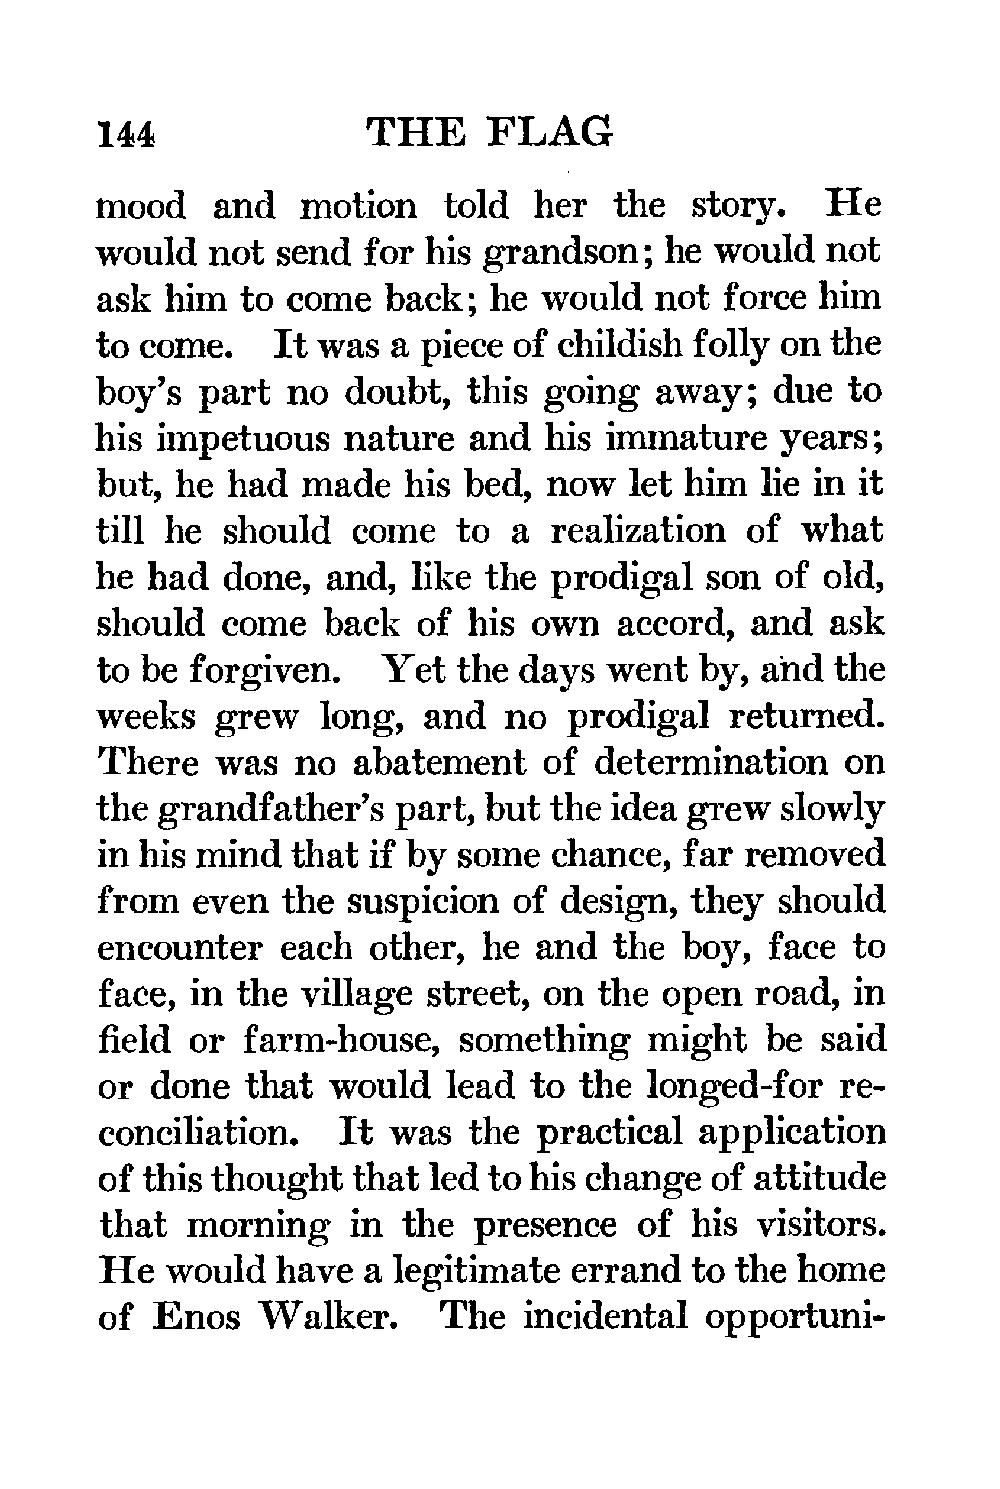 144 THE FLAG
mood and motion told her the story. He
would not send for his grandson; he would not
ask him to come back; he would not force him
to come. It was a piece of childish folly on the
boy's part no doubt, this going away; due to
his impetuous nature and his immature years;
but, he had made his bed, now let him lie in it
till he should come to a realization of what
he had done, and, like the prodigal son of old,
should come back of his own accord, and ask
to be forgiven. Yet the days went by, and the
weeks grew long, and no prodigal returned.
There was no abatement of determination on
the grandfather's part, but the idea grew slowly
in his mind that if by some chance, far removed
from even the suspicion of design, they should
encounter each other, he and the boy, face to
face, in the village street, on the open road, in
field or farm-house, something might be said
or done that would lead to the longed-for re-
conciliation. It was the practical application
of this thought that led to his change of attitude
that morning in the presence of his visitors.
He would have a legitimate errand to the home
of Enos Walker. The incidental opportuni-